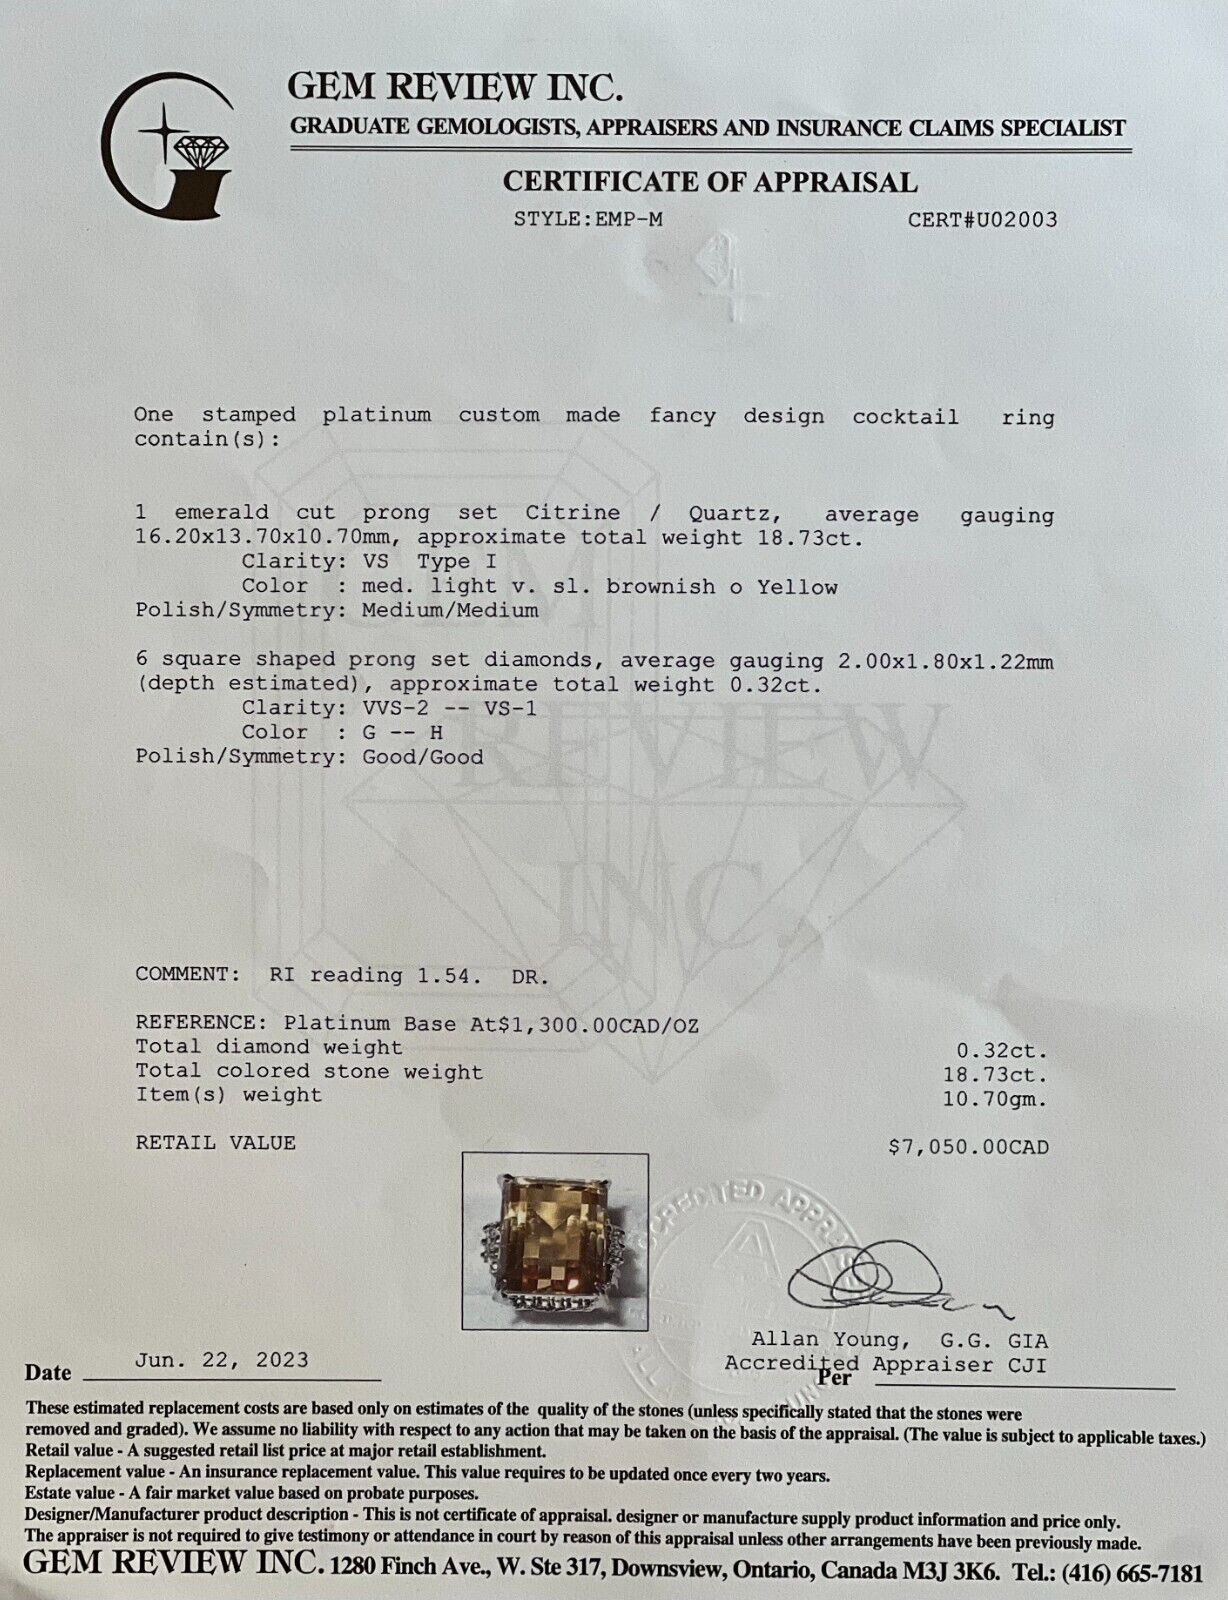 GEM REVIEW INC.
GRADUATE GEMOLOGISTS, APPRAISERS AND INSURANCE CLAIMS SPECIALIST
CERTIFICATE OF APPRAISAL
STYLE:EMP-M CERT#U02003
One stamped platinum custom made fancy design cocktail ring
contain(s):
1 emerald cut prong set Citrine / Quartz, average gauging
16.20x13.70x10.70mm, approximate total weight 18.73ct.
Clarity: VS Type I
Color : med. light v. sl. brownish o Yellow
Polish/Symmetry: Medium/Medium
6 square shaped prong set diamonds, average gauging 2.00x1.80x1.22mm
(depth estimated), approximate total weight 0.32ct.
Clarity: VVS-2 -- VS-1
Color : G -- H
Polish/Symmetry: Good/Good
GEM
REVIEW
INC.
COMMENT: RI reading 1.54. DR.
REFERENCE: Platinum Base At$1,300.00CAD/OZ
Total diamond weight 0.32ct.
Total colored stone weight 18.73ct.
Item(s) weight 10.70gm.
RETAIL VALUE $7,050.00CAD
ACCREDITED APPRAISER
Allan Young, G.G. GIA
Accredited Appraiser CJI
Date Jun. 22, 2023 Per
These estimated replacement costs are based only on estimates of the quality of the stones (unless specifically stated that the stones were
removed and graded). We assume no liability with respect to any action that may be taken on the basis of the appraisal. (The value is subject to applicable taxes.)
Retail value - A suggested retail list price at major retail establishment.
Replacement value - An insurance replacement value. This value requires to be updated once every two years.
Estate value - A fair market value based on probate purposes.
Designer/Manufacturer product description - This is not certificate of appraisal. designer or manufacture supply product information and price only.
The appraiser is not required to give testimony or attendance in court by reason of this appraisal unless other arrangements have been previously made.
GEM REVIEW INC. 1280 Finch Ave., W. Ste 317, Downsview, Ontario, Canada M3J 3K6. Tel.: (416) 665-7181